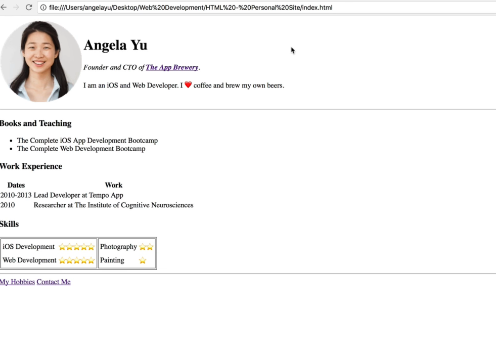 file:///Users/angelayu/Desktop/Web%20Development/HTML%20-%20Personal%20Site/index.html
Angela Yu
Founder and CTO of The App Brewery.
I am an iOS and Web Developer. I ❤️ coffee and brew my own beers.
Books and Teaching
• The Complete iOS App Development Bootcamp
• The Complete Web Development Bootcamp
Work Experience
Dates Work
2010-2013 Lead Developer at Tempo App
2010 Researcher at The Institute of Cognitive Neurosciences
Skills
iOS Development ⭐⭐⭐⭐⭐ Photography ⭐⭐
Web Development ⭐⭐⭐⭐⭐ Painting ⭐
My Hobbies Contact Me